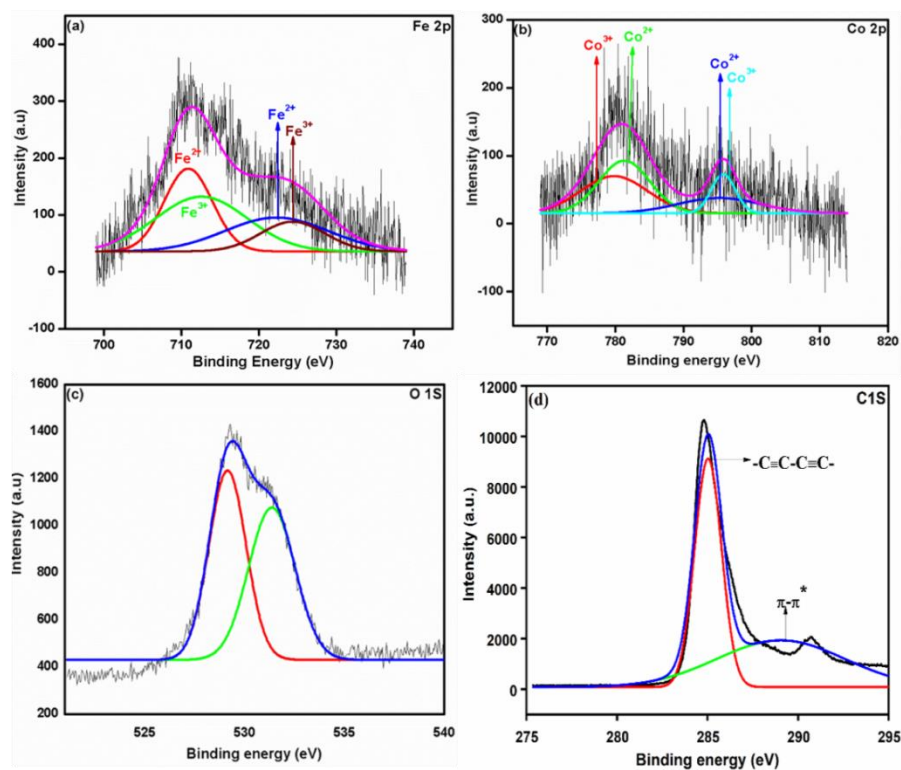 (a)
Fe 2p
Fe²⁺
Fe³⁺
Fe²⁺
Fe³⁺
Intensity (a.u)
400
300
200
100
0
-100
700 710 720 730 740
Binding Energy (eV)
(b)
Co 2p
Co³⁺
Co²⁺
Co²⁺
Co³⁺
Intensity (a.u)
300
200
100
0
-100
770 780 790 800 810 820
Binding energy (eV)
(c)
O 1S
Intensity (a.u)
1600
1400
1200
1000
800
600
400
200
525 530 535 540
Binding energy (eV)
(d)
C1S
-C≡C-C≡C-
π-π*
Intensity (a.u.)
12000
10000
8000
6000
4000
2000
0
275 280 285 290 295
Binding energy (eV)